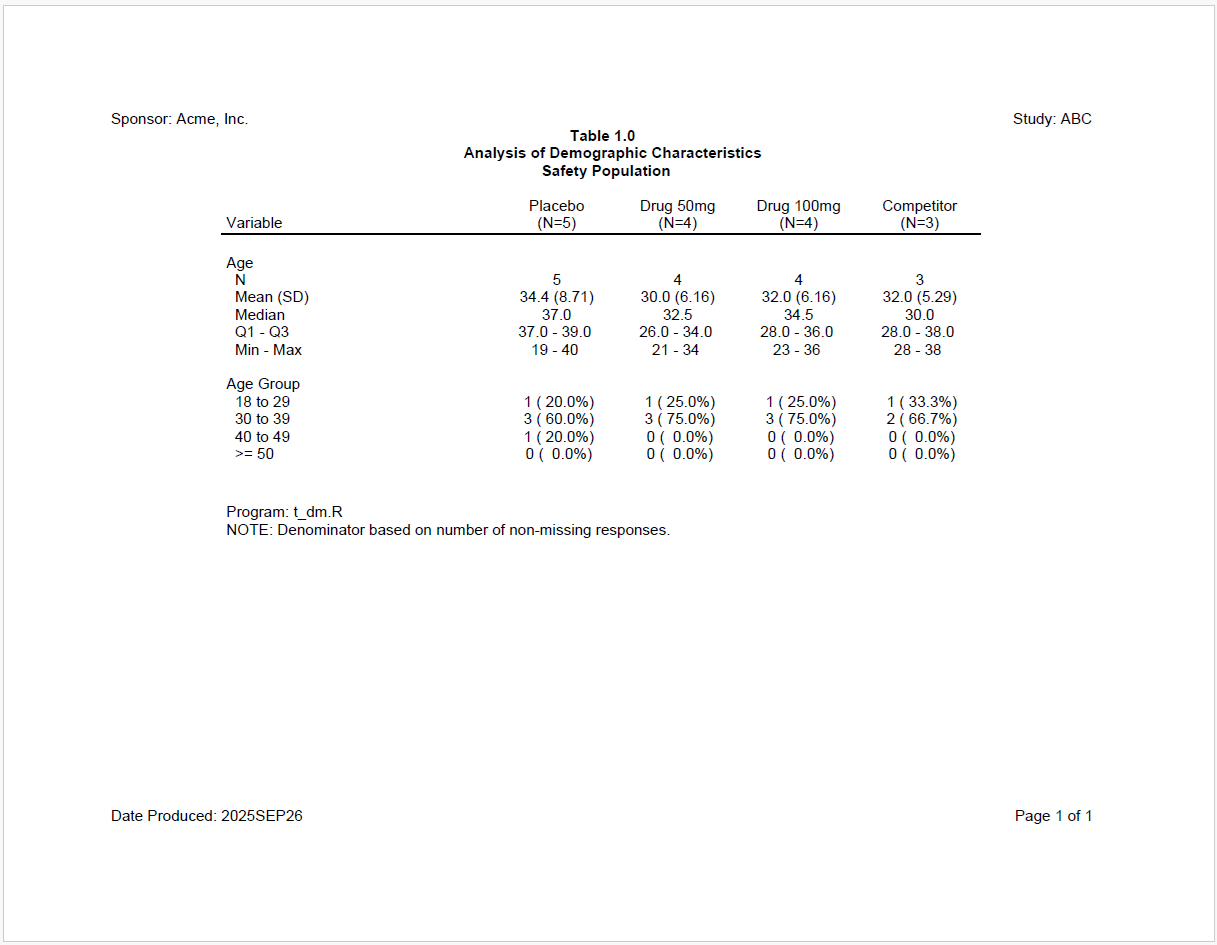 Sponsor: Acme, Inc. Study: ABC
Table 1.0
Analysis of Demographic Characteristics
Safety Population
Placebo Drug 50mg Drug 100mg Competitor
Variable (N=5) (N=4) (N=4) (N=3)
Age
N 5 4 4 3
Mean (SD) 34.4 (8.71) 30.0 (6.16) 32.0 (6.16) 32.0 (5.29)
Median 37.0 32.5 34.5 30.0
Q1 - Q3 37.0 - 39.0 26.0 - 34.0 28.0 - 36.0 28.0 - 38.0
Min - Max 19 - 40 21 - 34 23 - 36 28 - 38
Age Group
18 to 29 1 ( 20.0%) 1 ( 25.0%) 1 ( 25.0%) 1 ( 33.3%)
30 to 39 3 ( 60.0%) 3 ( 75.0%) 3 ( 75.0%) 2 ( 66.7%)
40 to 49 1 ( 20.0%) 0 (  0.0%) 0 (  0.0%) 0 (  0.0%)
>= 50 0 (  0.0%) 0 (  0.0%) 0 (  0.0%) 0 (  0.0%)
Program: t_dm.R
NOTE: Denominator based on number of non-missing responses.
Date Produced: 2025SEP26 Page 1 of 1